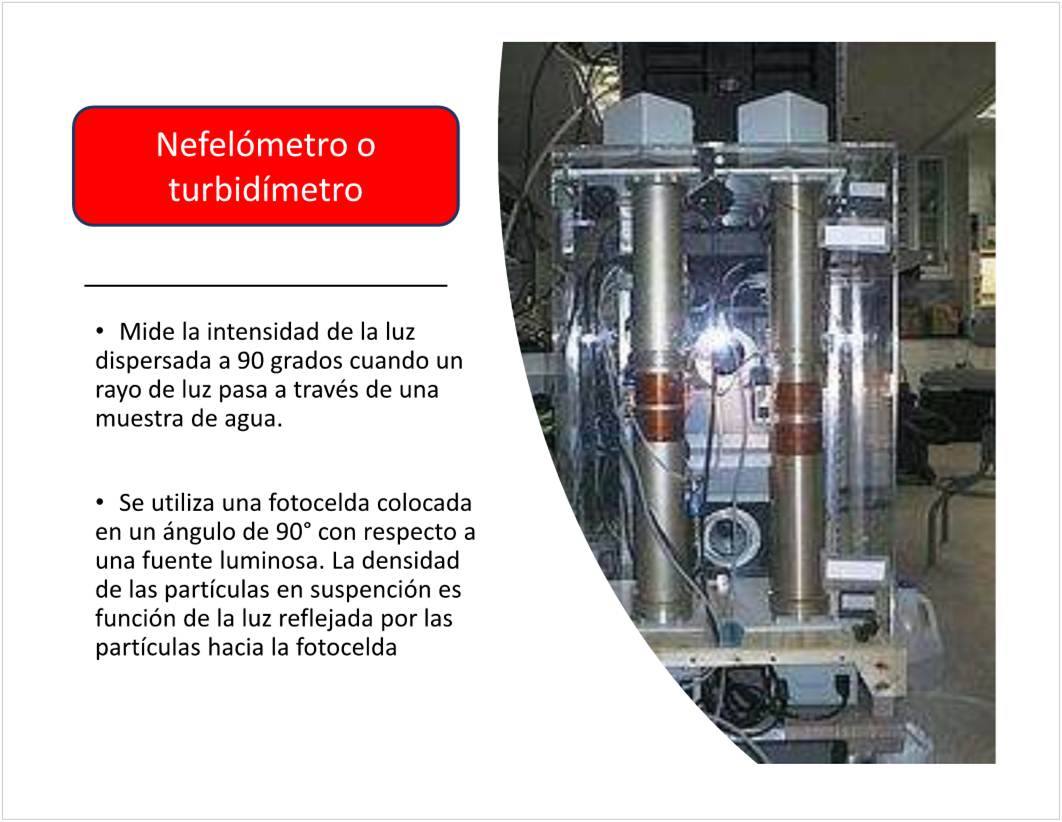 Nefelómetro o
turbidímetro
• Mide la intensidad de la luz
dispersada a 90 grados cuando un
rayo de luz pasa a través de una
muestra de agua.
• Se utiliza una fotocelda colocada
en un ángulo de 90° con respecto a
una fuente luminosa. La densidad
de las partículas en suspención es
función de la luz reflejada por las
partículas hacia la fotocelda